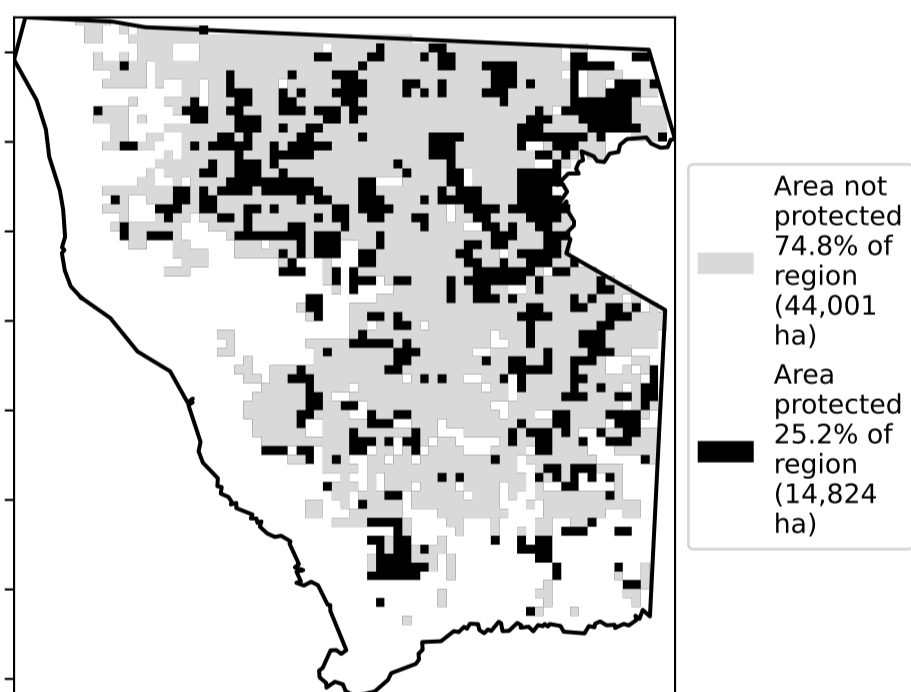 Area not
protected
74.8% of
region
(44,001
ha)
Area
protected
25.2% of
region
(14,824
ha)